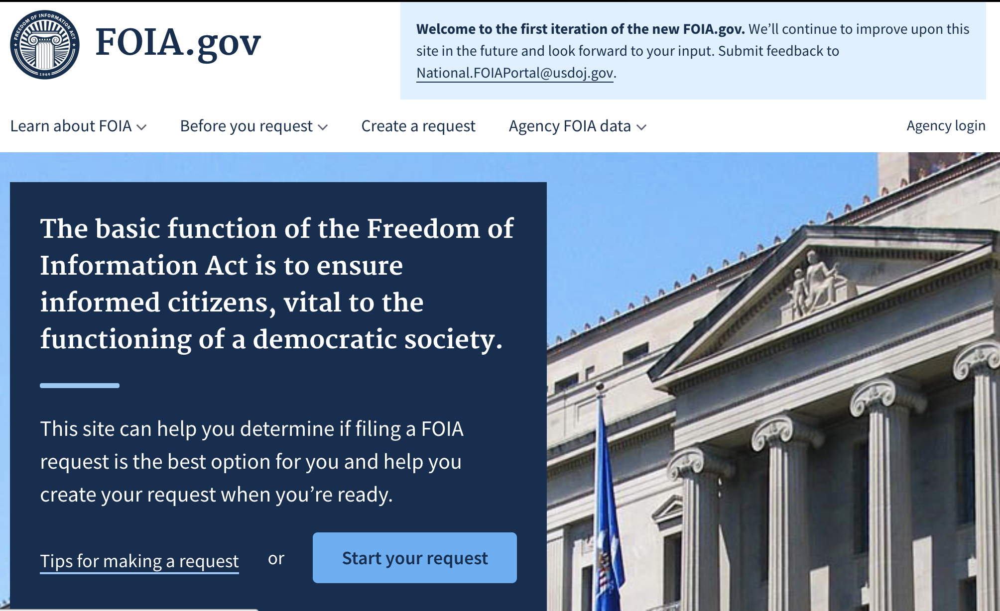 FREEDOM OF INFORMATION ACT
1966
FOIA.gov
Welcome to the first iteration of the new FOIA.gov. We’ll continue to improve upon this
site in the future and look forward to your input. Submit feedback to
National.FOIAPortal@usdoj.gov.
Learn about FOIA
Before you request
Create a request
Agency FOIA data
Agency login
The basic function of the Freedom of
Information Act is to ensure
informed citizens, vital to the
functioning of a democratic society.
This site can help you determine if filing a FOIA
request is the best option for you and help you
create your request when you’re ready.
Tips for making a request
or
Start your request